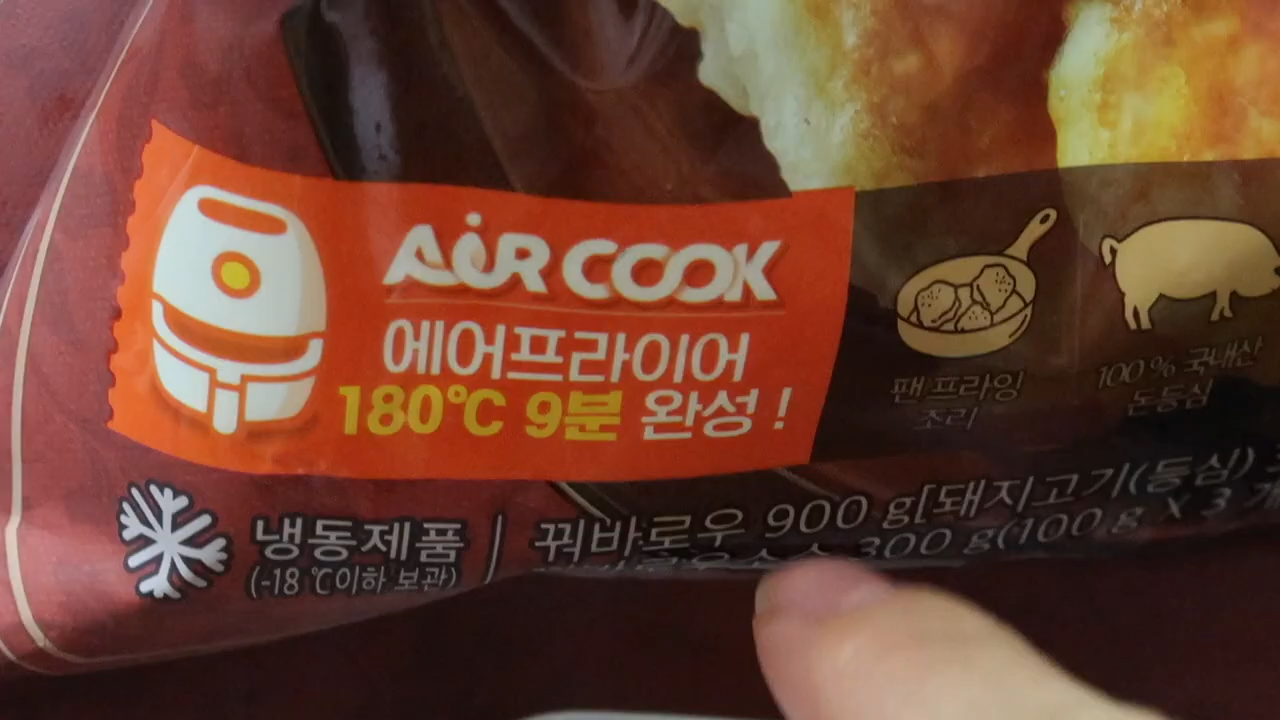 AiR COOK
에어프라이어
180℃ 9분 완성!
팬프라잉
조리
100% 국내산
돈등심
냉동제품
(-18℃이하 보관)
꿔바로우 900 g[돼지고기(등심)
300 g(100 g X 3